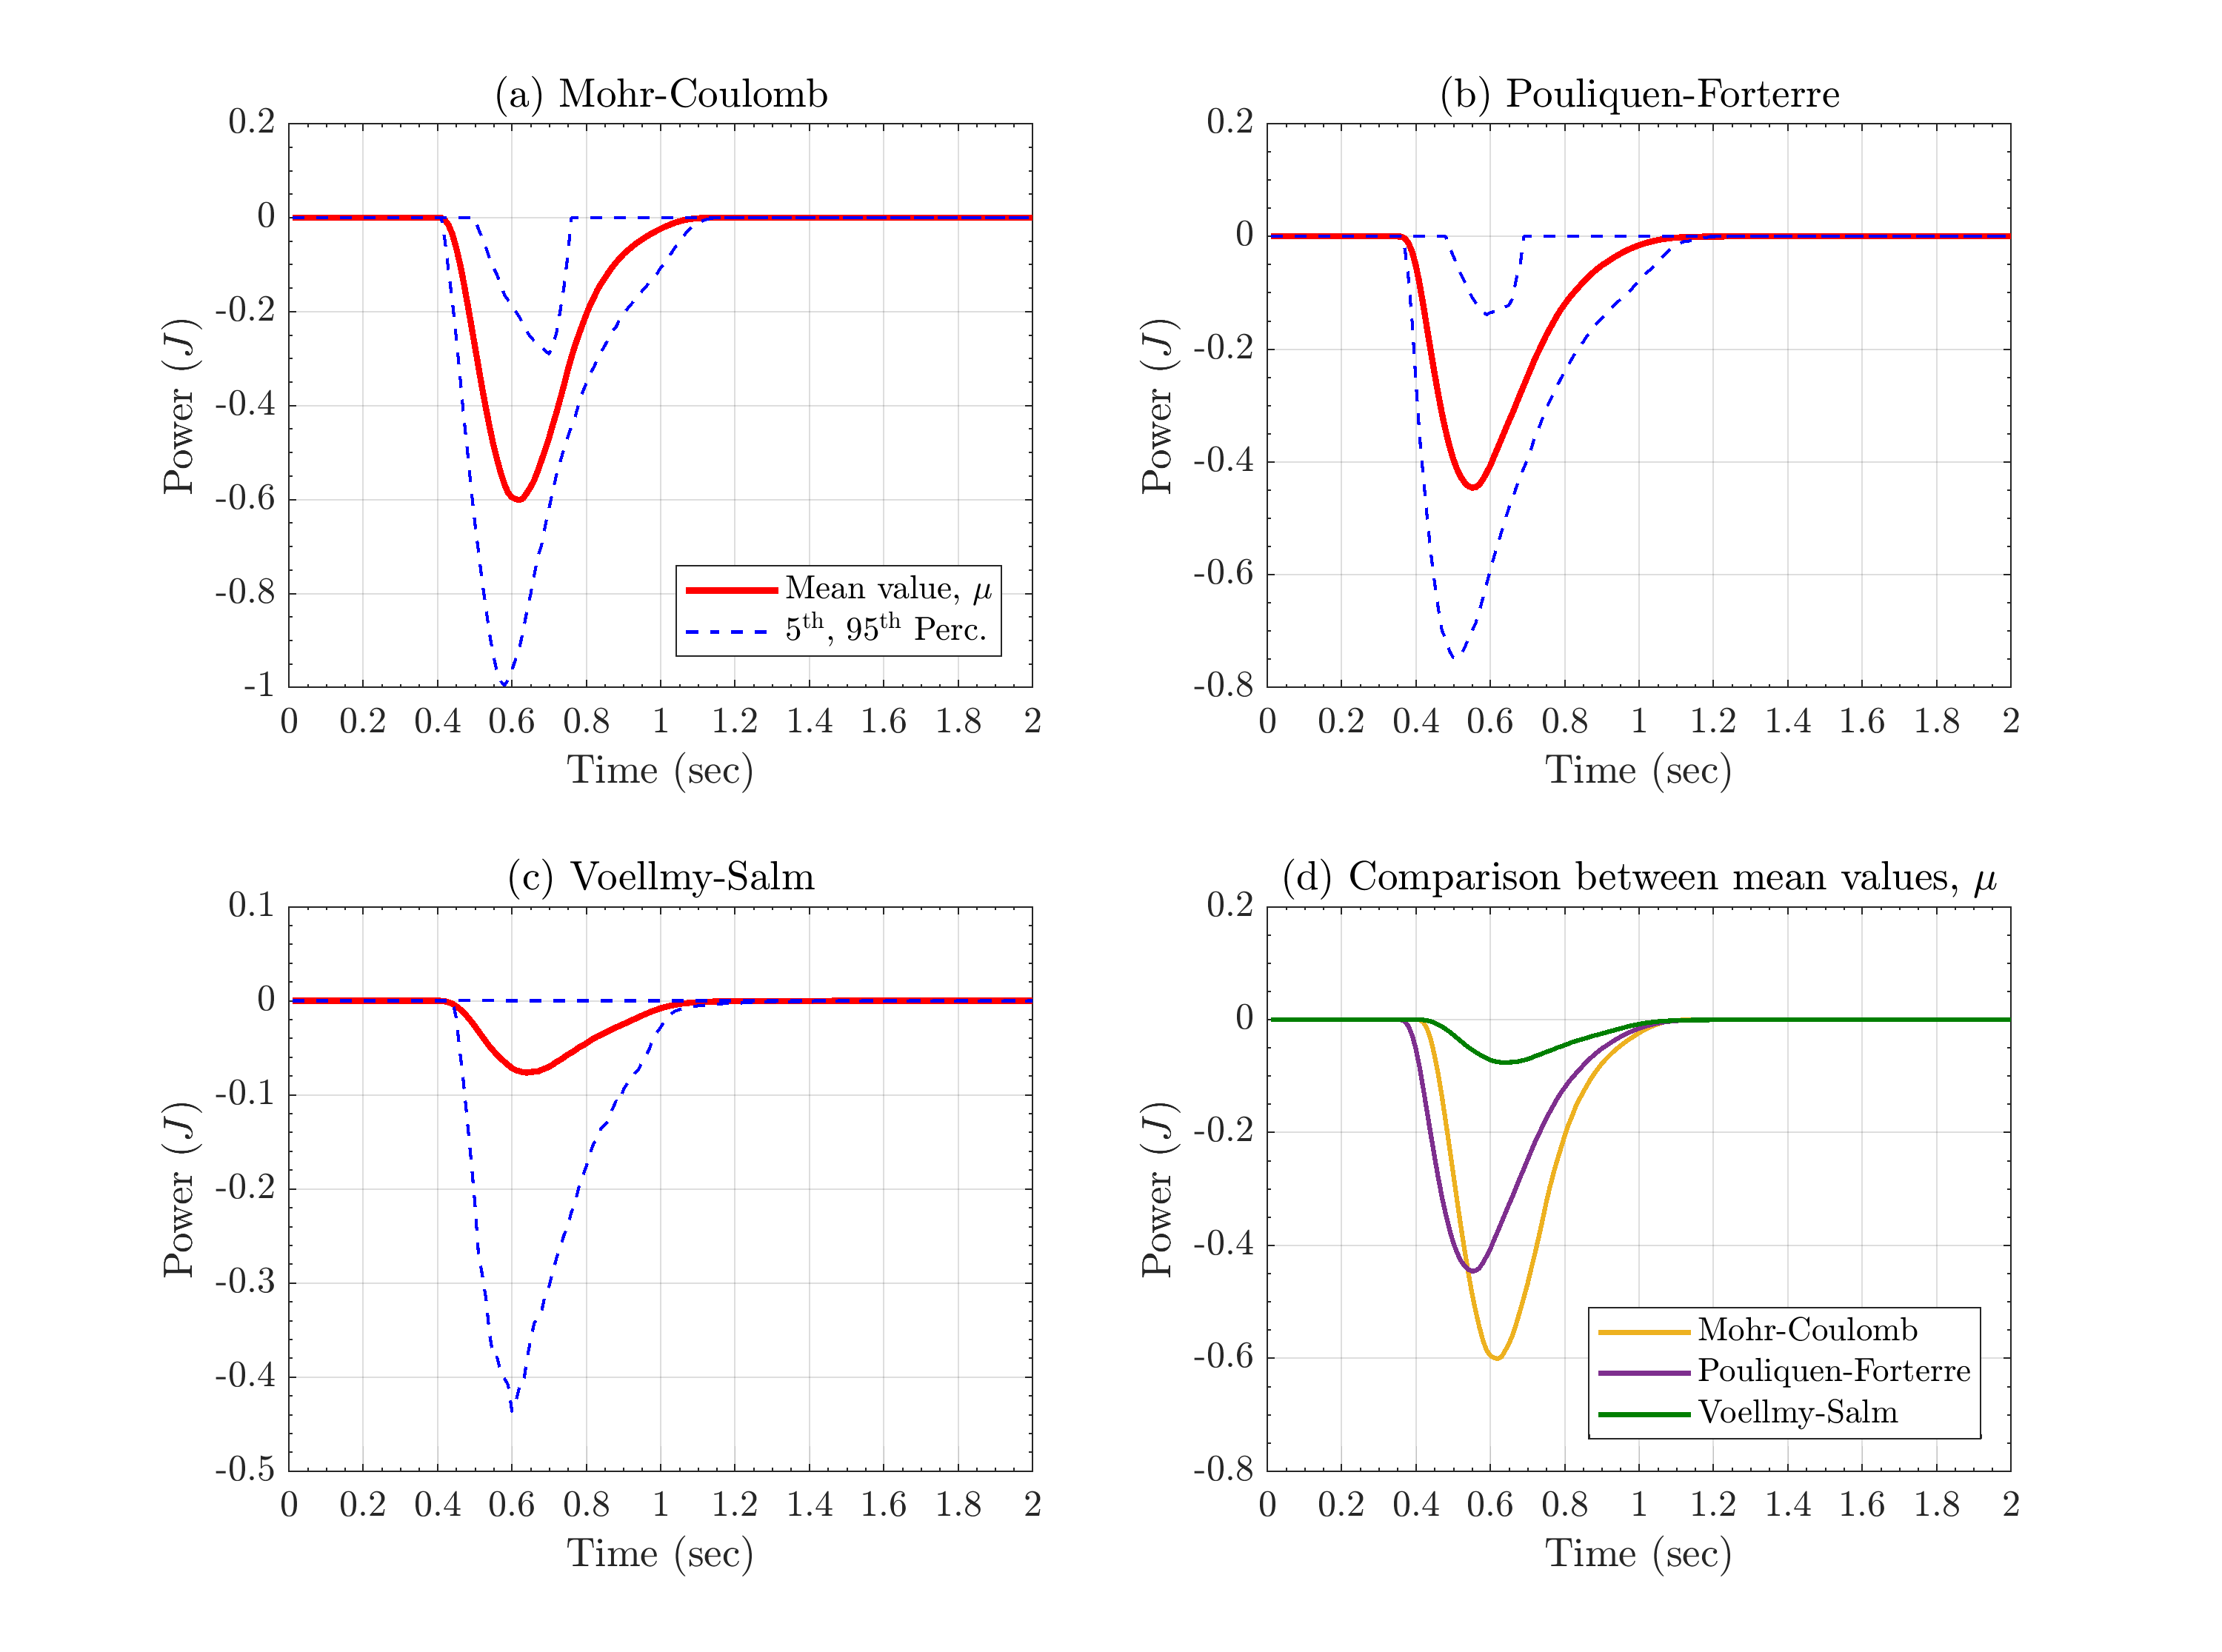 (a) Mohr-Coulomb
0.2
0
-0.2
-0.4
-0.6
-0.8
-1
Power (J)
Mean value, μ
5th, 95th Perc.
0 0.2 0.4 0.6 0.8 1 1.2 1.4 1.6 1.8 2
Time (sec)
(b) Pouliquen-Forterre
0.2
0
-0.2
-0.4
-0.6
-0.8
Power (J)
0 0.2 0.4 0.6 0.8 1 1.2 1.4 1.6 1.8 2
Time (sec)
(c) Voellmy-Salm
0.1
0
-0.1
-0.2
-0.3
-0.4
-0.5
Power (J)
0 0.2 0.4 0.6 0.8 1 1.2 1.4 1.6 1.8 2
Time (sec)
(d) Comparison between mean values, μ
0.2
0
-0.2
-0.4
-0.6
-0.8
Power (J)
Mohr-Coulomb
Pouliquen-Forterre
Voellmy-Salm
0 0.2 0.4 0.6 0.8 1 1.2 1.4 1.6 1.8 2
Time (sec)